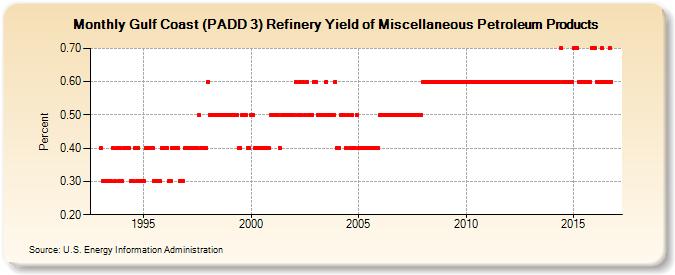 Monthly Gulf Coast (PADD 3) Refinery Yield of Miscellaneous Petroleum Products
Percent
0.70
0.60
0.50
0.40
0.30
0.20
1995 2000 2005 2010 2015
Source: U.S. Energy Information Administration